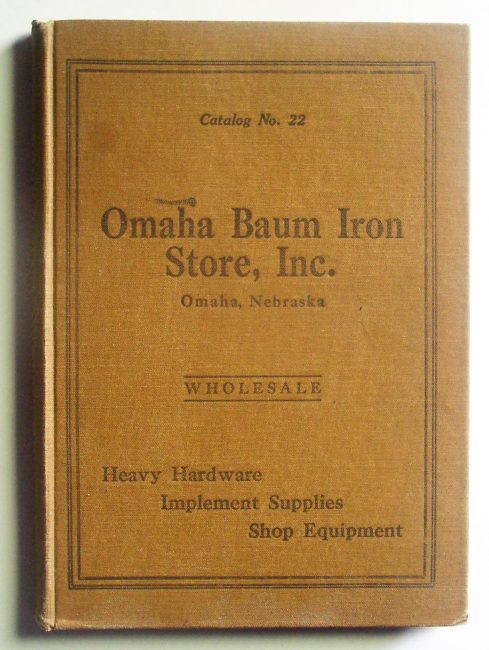 Catalog No. 22
Omaha Baum Iron
Store, Inc.
Omaha, Nebraska
WHOLESALE
Heavy Hardware
Implement Supplies
Shop Equipment